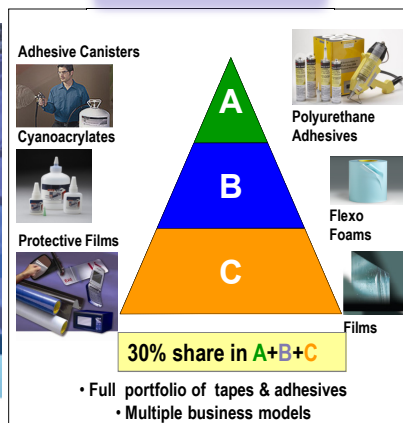 Adhesive Canisters
Cyanoacrylates
Protective Films
A
B
C
Polyurethane
Adhesives
Flexo
Foams
Films
30% share in A+B+C
• Full portfolio of tapes & adhesives
• Multiple business models